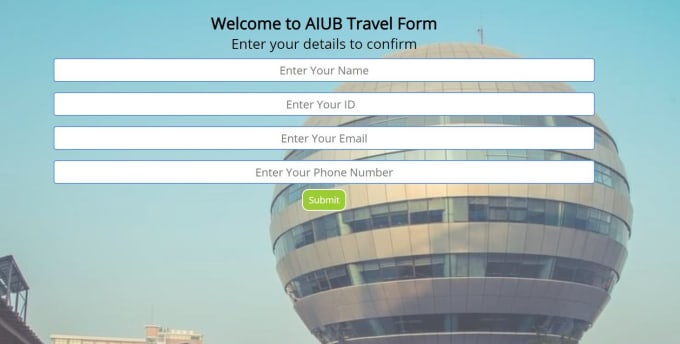 Welcome to AIUB Travel Form
Enter your details to confirm
Enter Your Name
Enter Your ID
Enter Your Email
Enter Your Phone Number
Submit